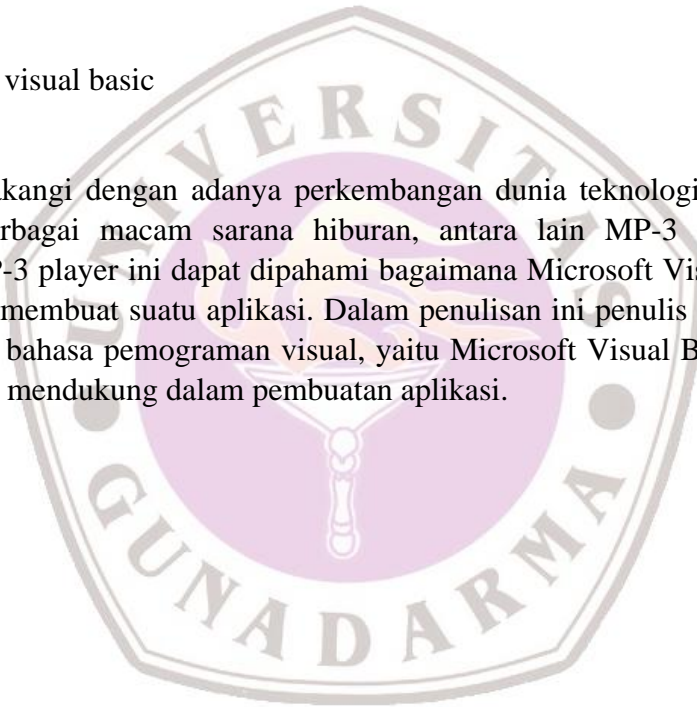 visual basic
akangi dengan adanya perkembangan dunia teknologi
rbagai macam sarana hiburan, antara lain MP-3
P-3 player ini dapat dipahami bagaimana Microsoft Vis
membuat suatu aplikasi. Dalam penulisan ini penulis
bahasa pemograman visual, yaitu Microsoft Visual B
mendukung dalam pembuatan aplikasi.
UNIVERSITAS
GUNADARMA